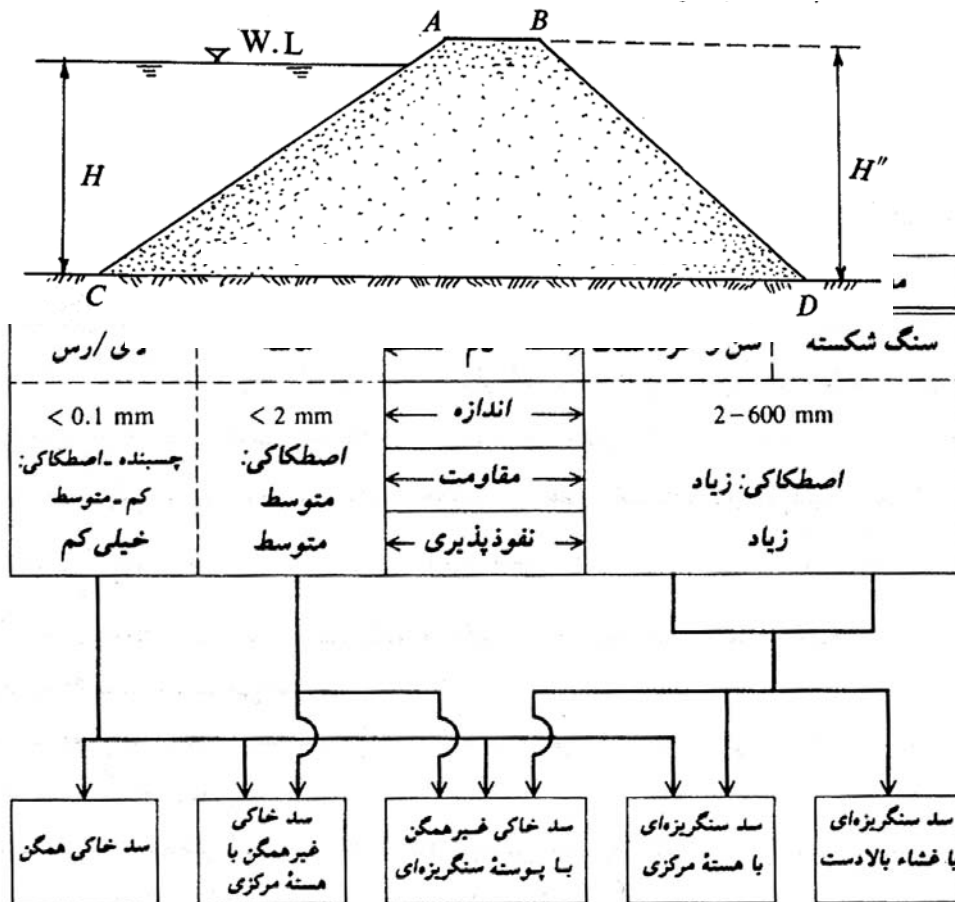 A B
W.L
H
H″
C D
سنگ شکسته
2-600 mm
اندازه
< 2 mm
< 0.1 mm
اصطکاکی: زیاد
مقاومت
اصطکاکی:
متوسط
چسبنده - اصطکاکی:
کم - متوسط
زیاد
نفوذپذیری
متوسط
خیلی کم
سد سنگریزه‌ای
با غشاء بالادست
سد سنگریزه‌ای
با هستهٔ مرکزی
سد خاکی غیرهمگن
با پوستهٔ سنگریزه‌ای
سد خاکی
غیرهمگن با
هستهٔ مرکزی
سد خاکی همگن